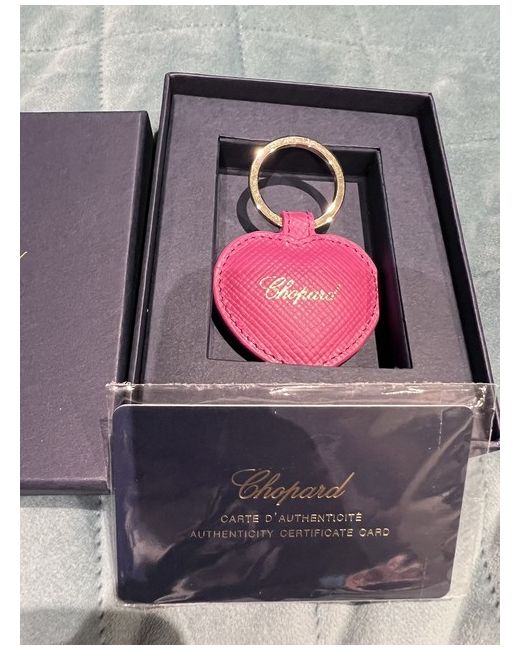 Chopard
Chopard
CARTE D'AUTHENTICITÉ
AUTHENTICITY CERTIFICATE CARD